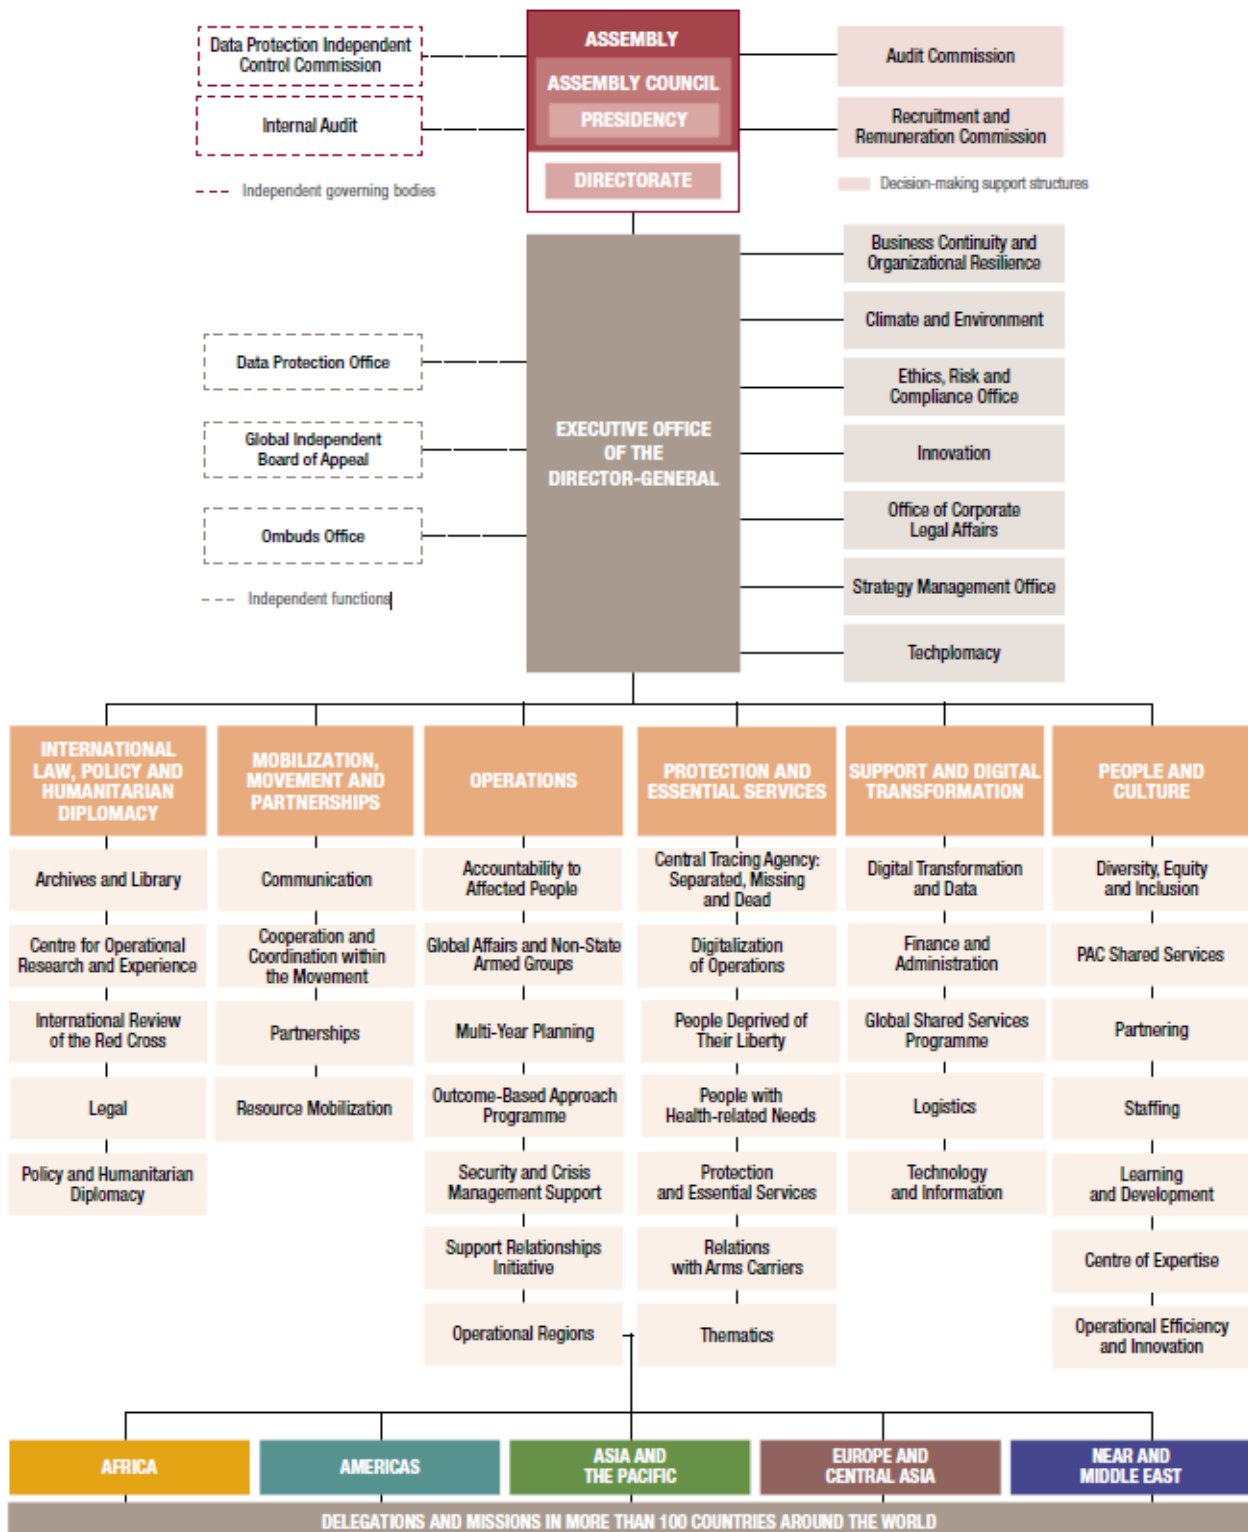 Data Protection Independent
Control Commission
Internal Audit
Independent governing bodies
ASSEMBLY
ASSEMBLY COUNCIL
PRESIDENCY
DIRECTORATE
Audit Commission
Recruitment and
Remuneration Commission
Decision-making support structures
Data Protection Office
Global Independent
Board of Appeal
Ombuds Office
Independent functions
EXECUTIVE OFFICE
OF THE
DIRECTOR-GENERAL
Business Continuity and
Organizational Resilience
Climate and Environment
Ethics, Risk and
Compliance Office
Innovation
Office of Corporate
Legal Affairs
Strategy Management Office
Techplomacy
INTERNATIONAL
LAW, POLICY AND
HUMANITARIAN
DIPLOMACY
Archives and Library
Centre for Operational
Research and Experience
International Review
of the Red Cross
Legal
Policy and Humanitarian
Diplomacy
MOBILIZATION,
MOVEMENT AND
PARTNERSHIPS
Communication
Cooperation and
Coordination within
the Movement
Partnerships
Resource Mobilization
OPERATIONS
Accountability to
Affected People
Global Affairs and Non-State
Armed Groups
Multi-Year Planning
Outcome-Based Approach
Programme
Security and Crisis
Management Support
Support Relationships
Initiative
Operational Regions
PROTECTION AND
ESSENTIAL SERVICES
Central Tracing Agency:
Separated, Missing
and Dead
Digitalization
of Operations
People Deprived of
Their Liberty
People with
Health-related Needs
Protection
and Essential Services
Relations
with Arms Carriers
Thematics
SUPPORT AND DIGITAL
TRANSFORMATION
Digital Transformation
and Data
Finance and
Administration
Global Shared Services
Programme
Logistics
Technology
and Information
PEOPLE AND
CULTURE
Diversity, Equity
and Inclusion
PAC Shared Services
Partnering
Staffing
Learning
and Development
Centre of Expertise
Operational Efficiency
and Innovation
AFRICA
AMERICAS
ASIA AND
THE PACIFIC
EUROPE AND
CENTRAL ASIA
NEAR AND
MIDDLE EAST
DELEGATIONS AND MISSIONS IN MORE THAN 100 COUNTRIES AROUND THE WORLD